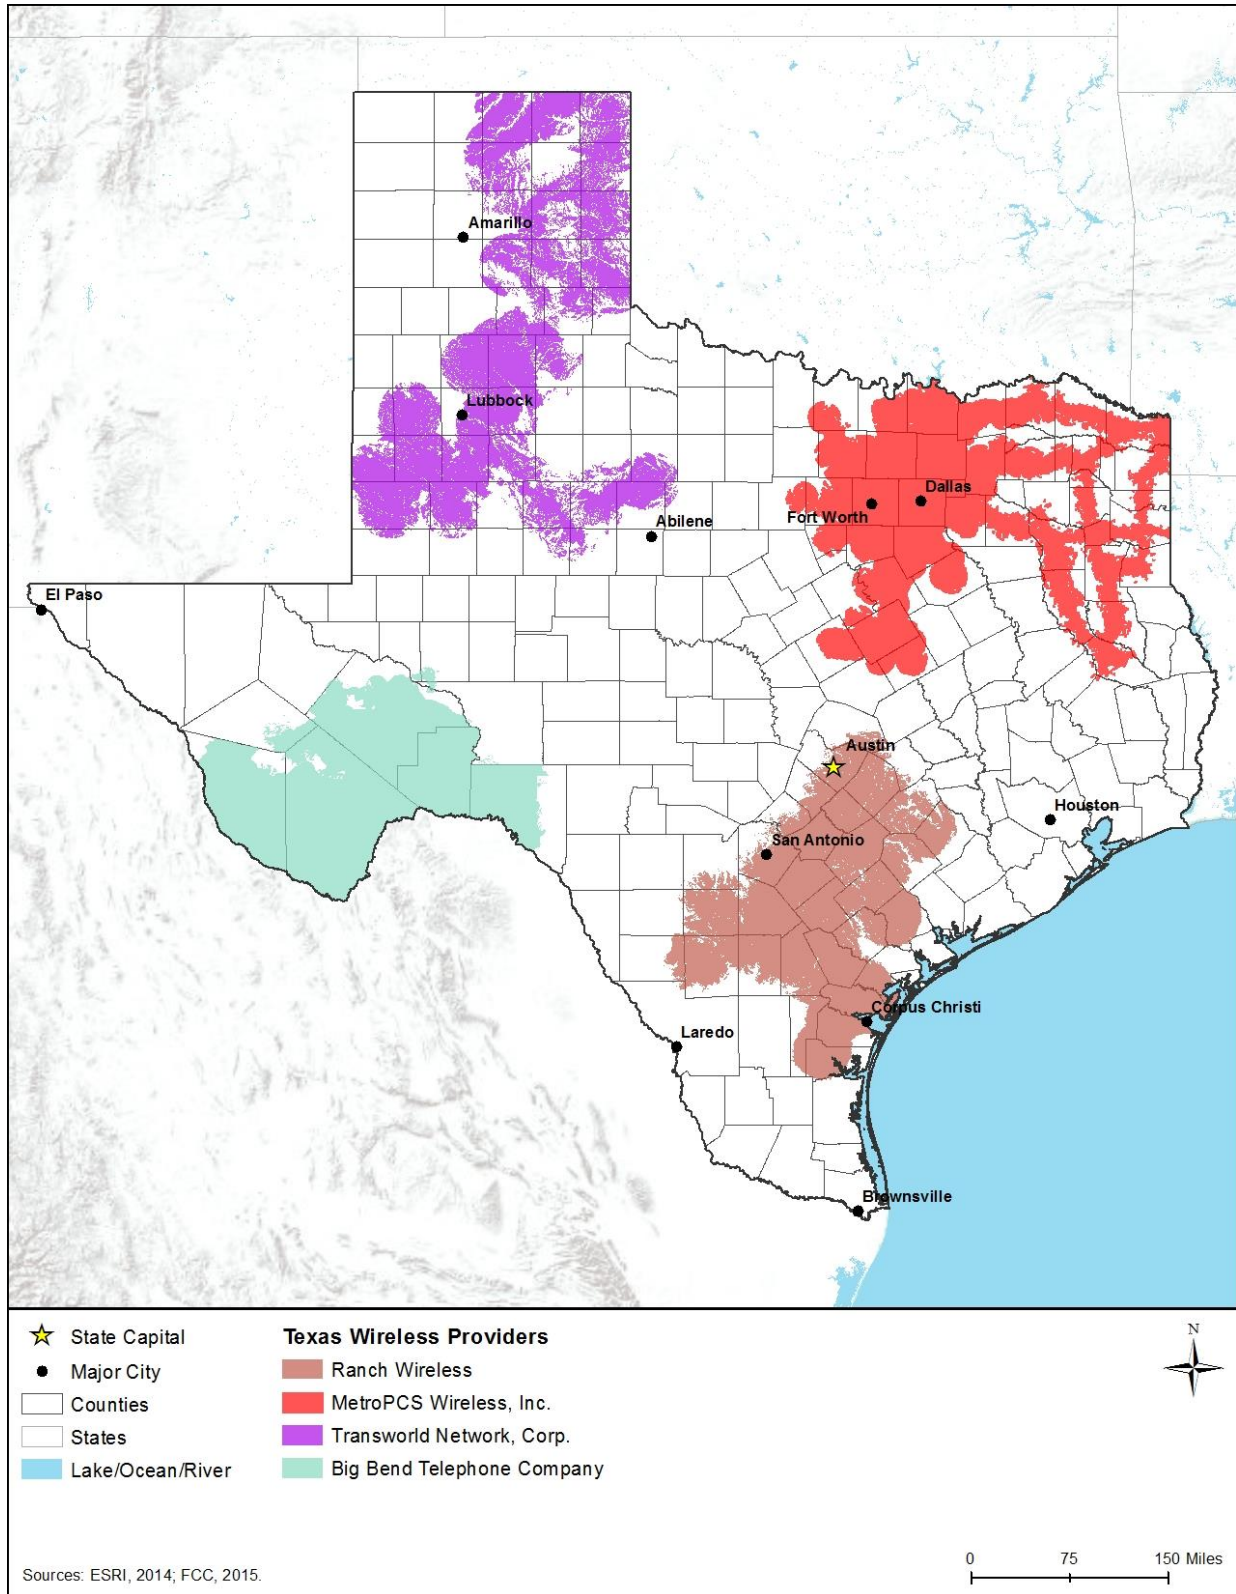 Amarillo
Lubbock
Dallas
Fort Worth
Abilene
El Paso
Austin
Houston
San Antonio
Corpus Christi
Laredo
Brownsville
State Capital
Major City
Counties
States
Lake/Ocean/River
Texas Wireless Providers
Ranch Wireless
MetroPCS Wireless, Inc.
Transworld Network, Corp.
Big Bend Telephone Company
N
0 75 150 Miles
Sources: ESRI, 2014; FCC, 2015.